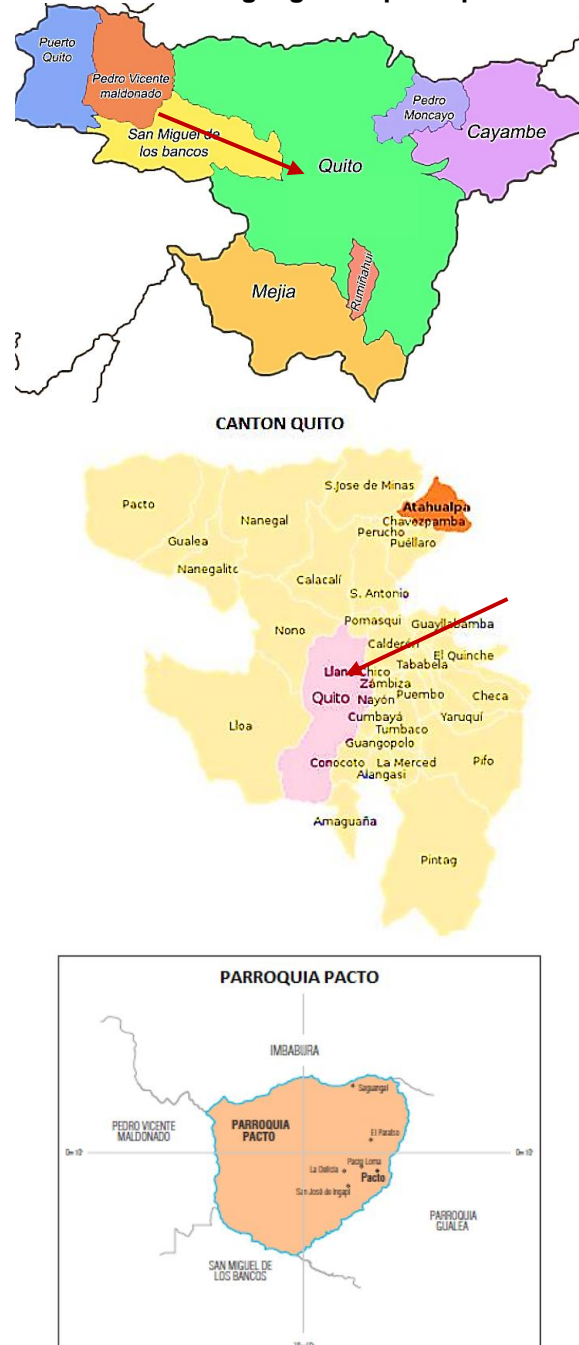 Puerto
Quito
Pedro Vicente
maldonado
San Miguel de
los bancos
Quito
Pedro
Moncayo
Cayambe
Mejia
Rumiñahui
CANTON QUITO
S.Jose de Minas
Pacto
Nanegal
Atahualpa
Chavezpamba
Perucho
Puéllaro
Gualea
Nanegalito
Calacalí
S. Antonio
Pomasqui
Guayllabamba
Nono
Calderón
El Quinche
Tababela
Llano Chico
Zámbiza
Quito
Nayón
Puembo
Checa
Cumbayá
Yaruquí
Tumbaco
Lloa
Guangopolo
Conocoto
La Merced
Pifo
Alangasi
Amaguaña
Pintag
PARROQUIA PACTO
IMBABURA
Saguangal
PEDRO VICENTE
MALDONADO
PARROQUIA
PACTO
El Paraíso
Pacto Loma
La Delicia
Pacto
San José de Ingapi
PARROQUIA
GUALEA
SAN MIGUEL DE
LOS BANCOS